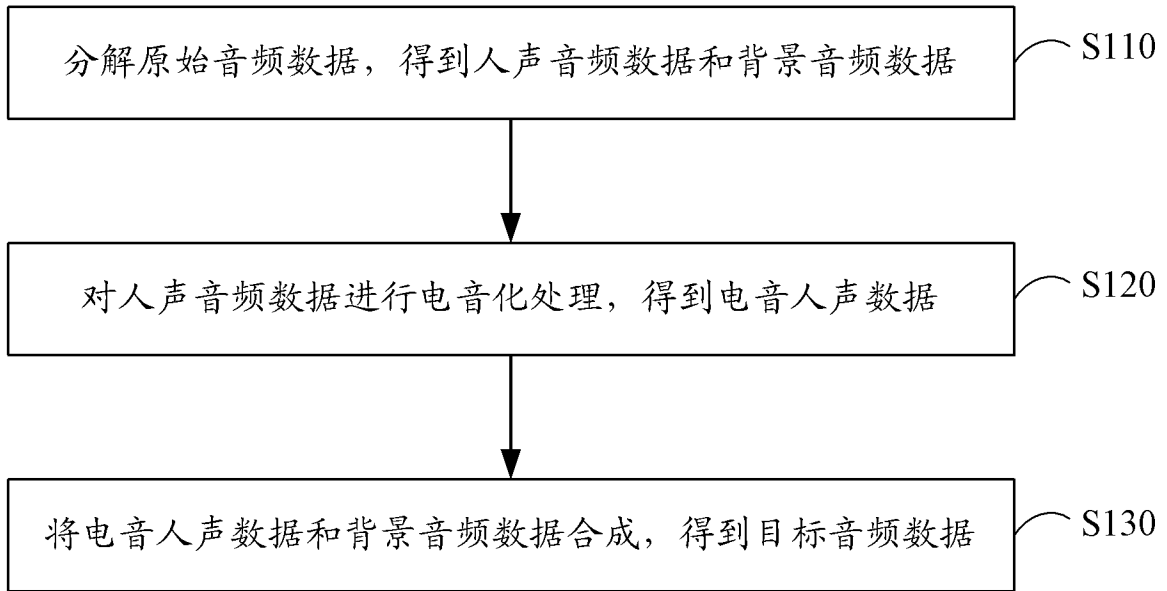 分解原始音频数据，得到人声音频数据和背景音频数据
S110
对人声音频数据进行电音化处理，得到电音人声数据
S120
将电音人声数据和背景音频数据合成，得到目标音频数据
S130